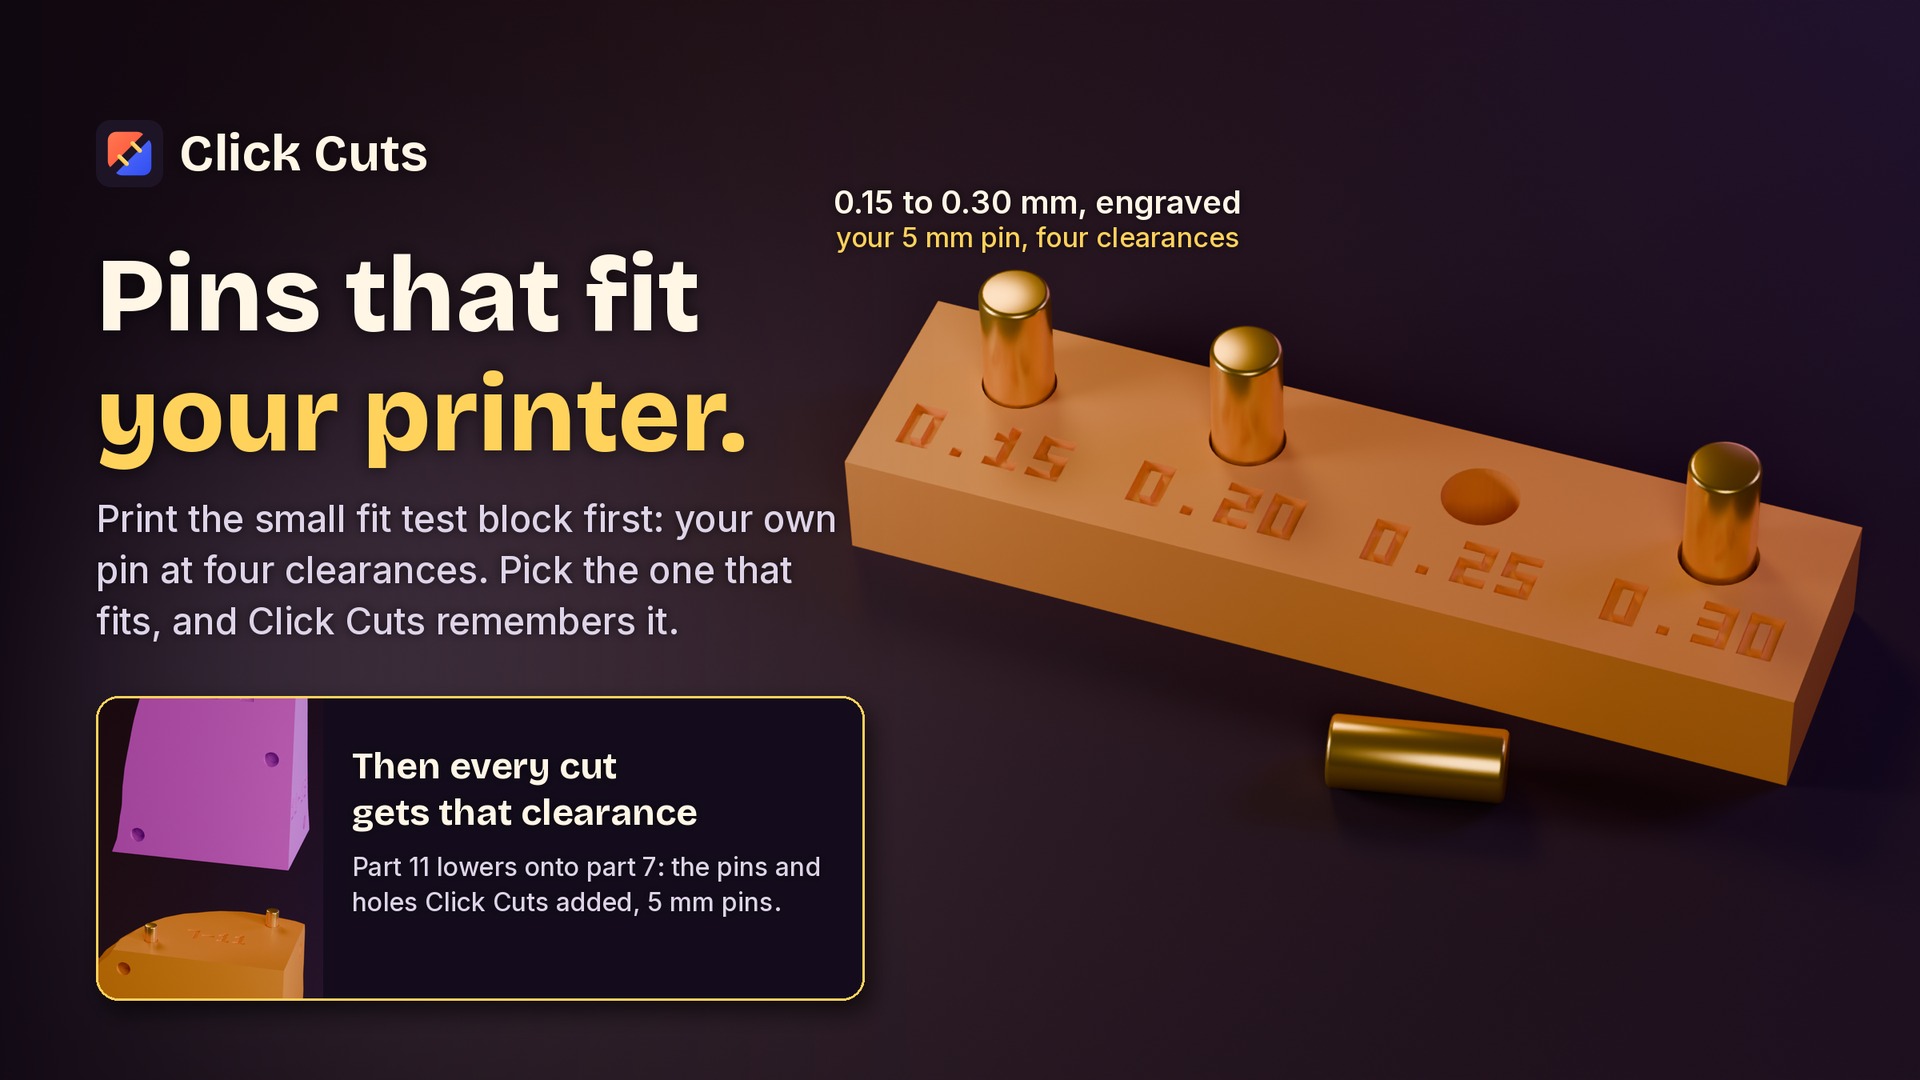 Click Cuts
0.15 to 0.30 mm, engraved
your 5 mm pin, four clearances
Pins that fit
your printer.
Print the small fit test block first: your own
pin at four clearances. Pick the one that
fits, and Click Cuts remembers it.
0.15
0.20
0.25
0.30
Then every cut
gets that clearance
Part 11 lowers onto part 7: the pins and
holes Click Cuts added, 5 mm pins.
7-11